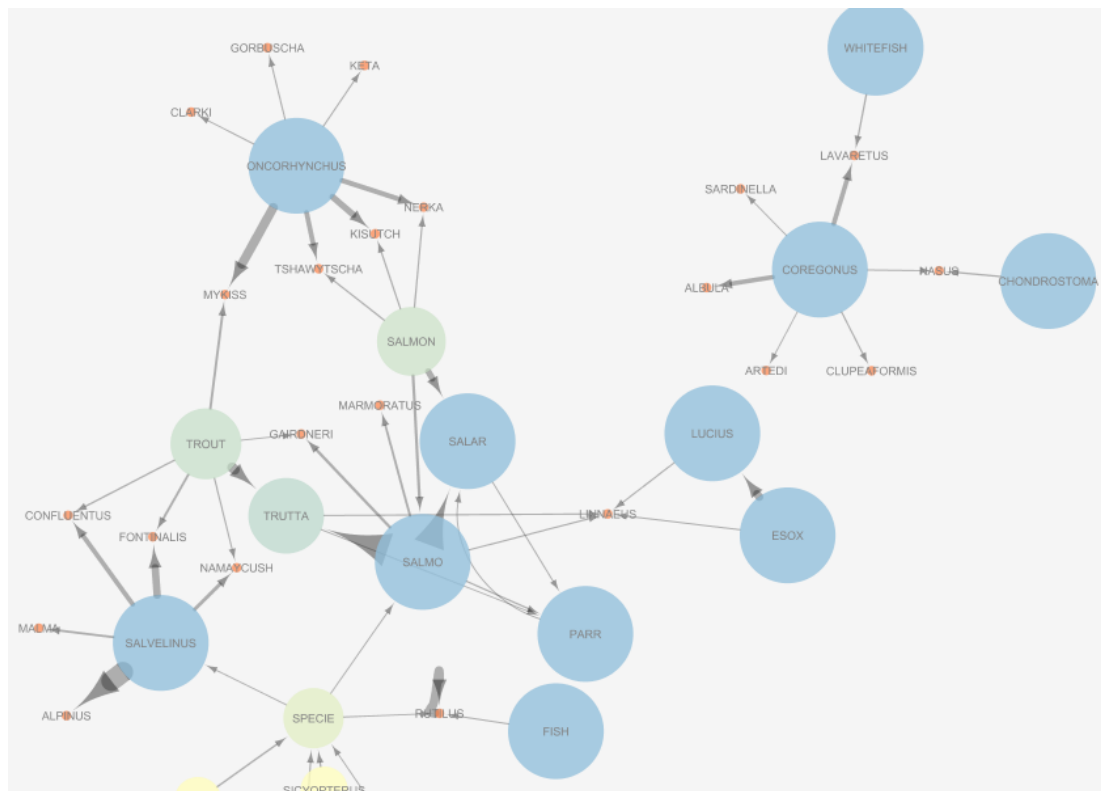 GORBUSCHA
WHITEFISH
KETA
CLARKI
LAVARETUS
ONCORHYNCHUS
SARDINELLA
NERKA
KISUTCH
TSHAWYTSCHA
COREGONUS
NASUS
CHONDROSTOMA
ALBULA
MYKISS
SALMON
ARTEDI
CLUPEAFORMIS
MARMORATUS
GAIRDNERI
LUCIUS
SALAR
TROUT
CONFLUENTUS
TRUTTA
LINNAEUS
FONTINALIS
ESOX
SALMO
NAMAYCUSH
MALMA
PARR
SALVELINUS
ALPINUS
SPECIE
RUTILUS
FISH
SICYOPTERUS